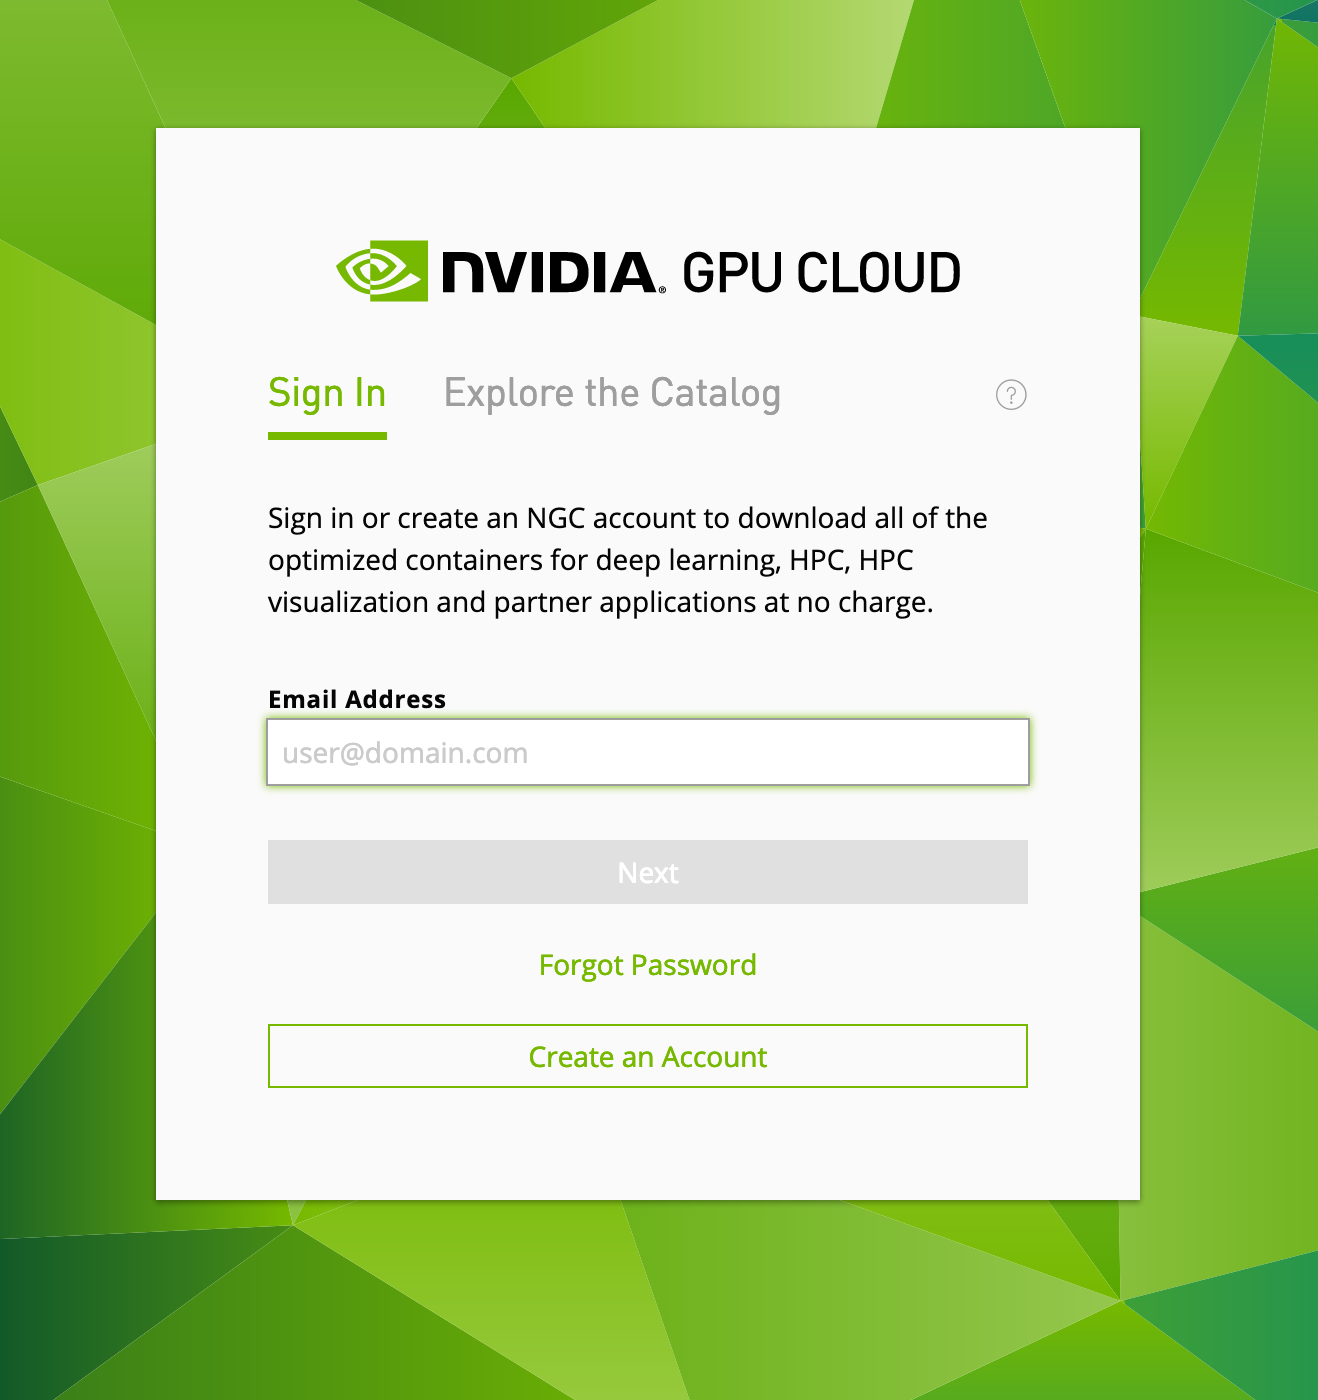 NVIDIA® GPU CLOUD
Sign In Explore the Catalog ?
Sign in or create an NGC account to download all of the
optimized containers for deep learning, HPC, HPC
visualization and partner applications at no charge.
Email Address
user@domain.com
Next
Forgot Password
Create an Account